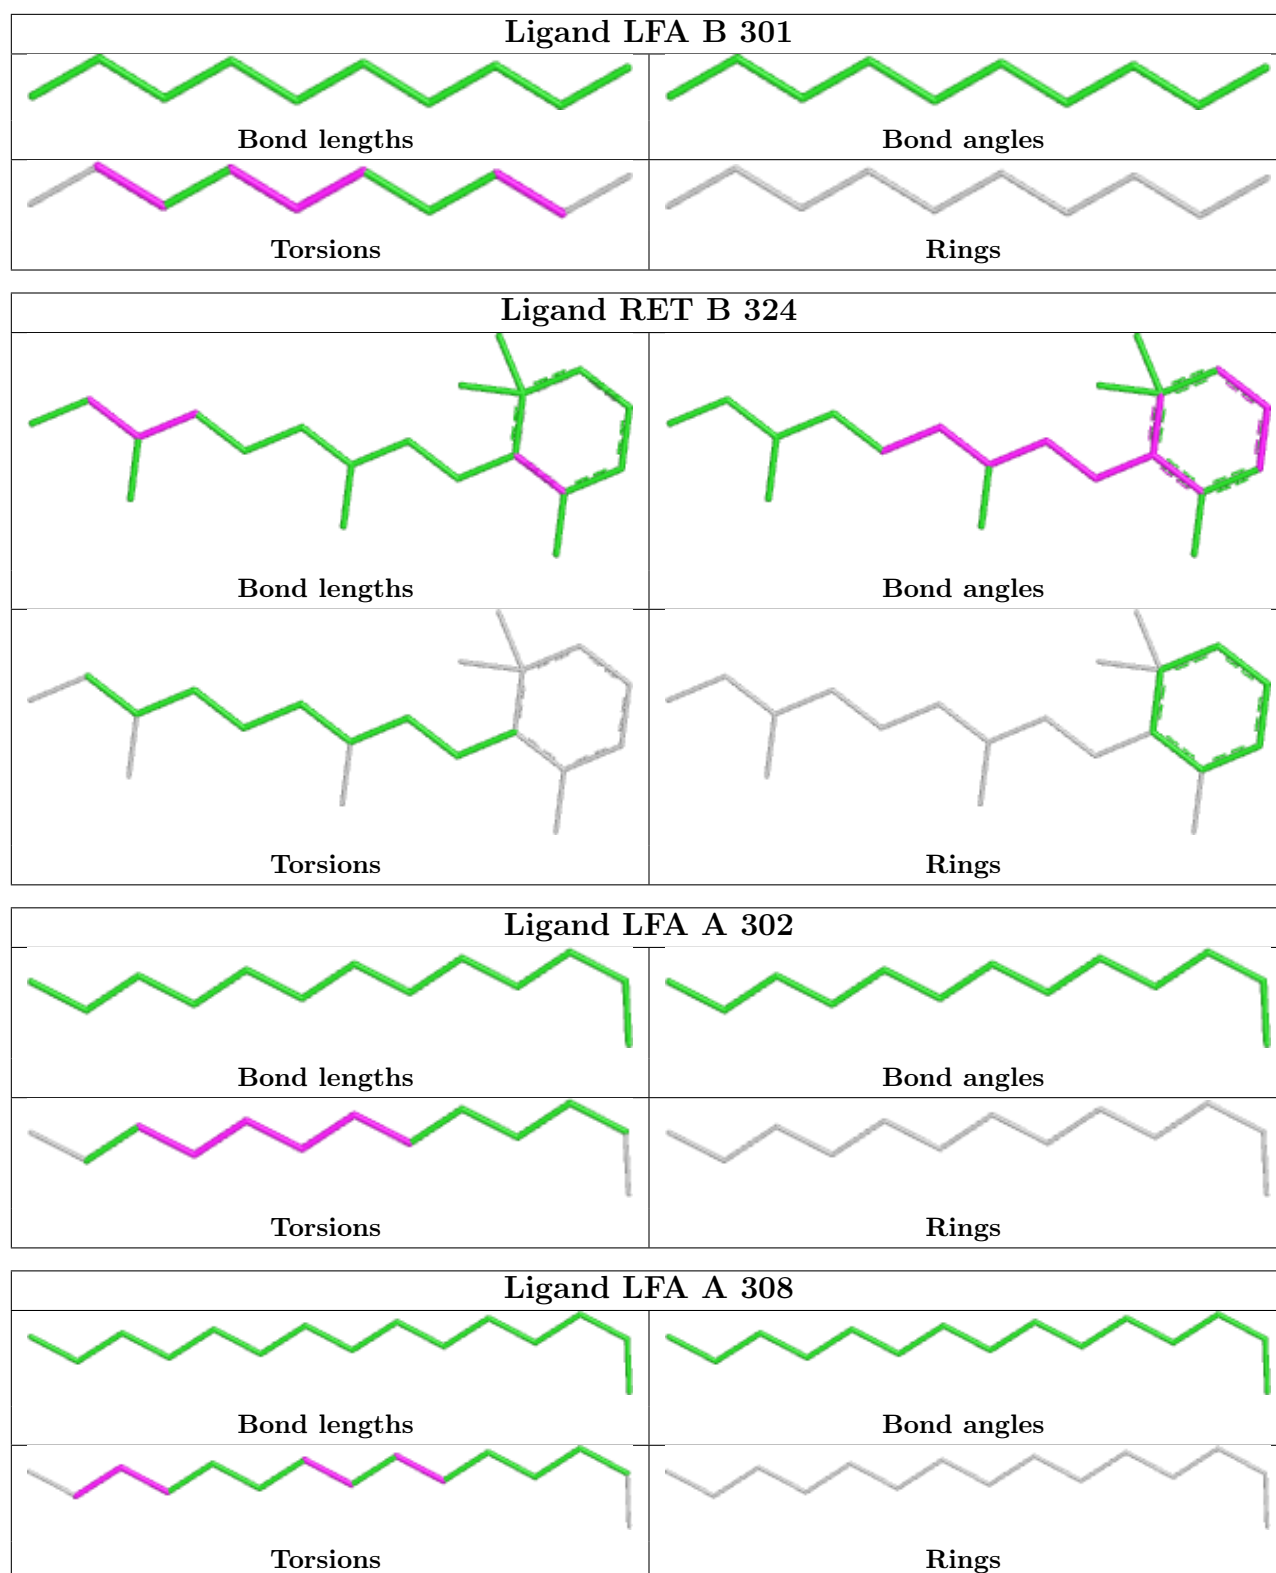 Ligand LFA B 301
Bond lengths Bond angles
Torsions Rings
Ligand RET B 324
Bond lengths Bond angles
Torsions Rings
Ligand LFA A 302
Bond lengths Bond angles
Torsions Rings
Ligand LFA A 308
Bond lengths Bond angles
Torsions Rings